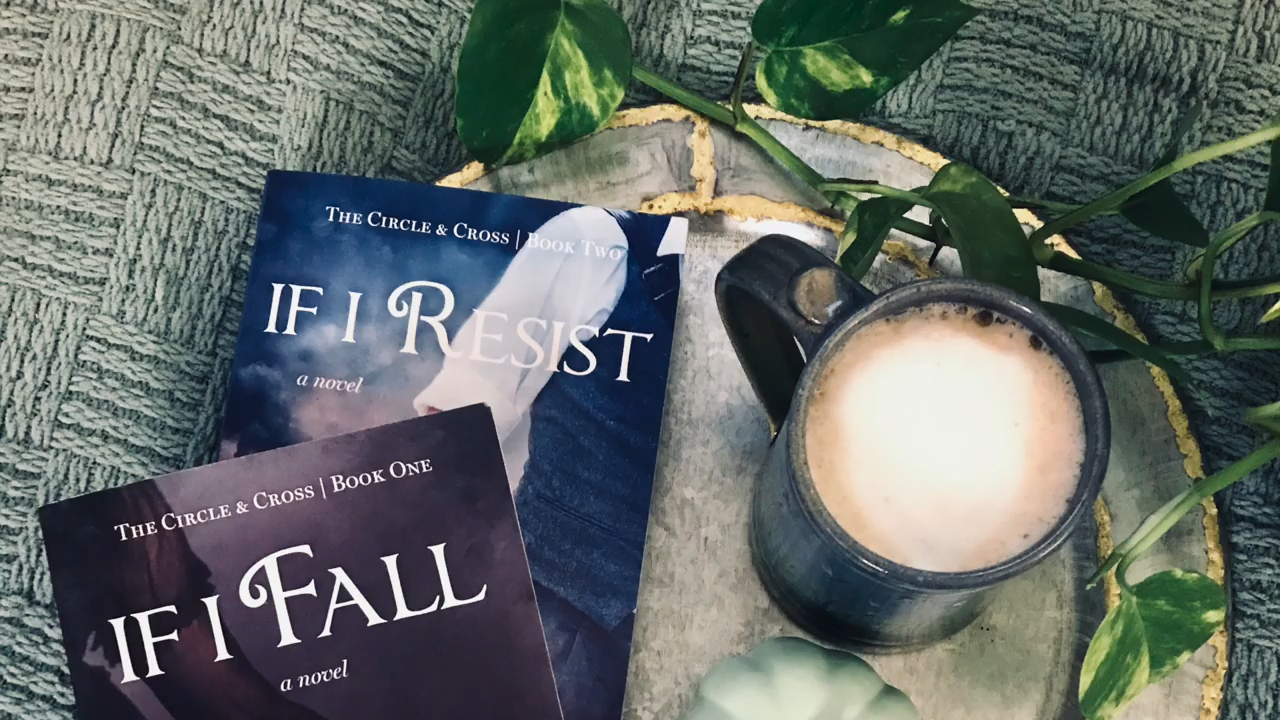 The Circle & Cross | Book Two
If I Resist
a novel
The Circle & Cross | Book One
If I Fall
a novel